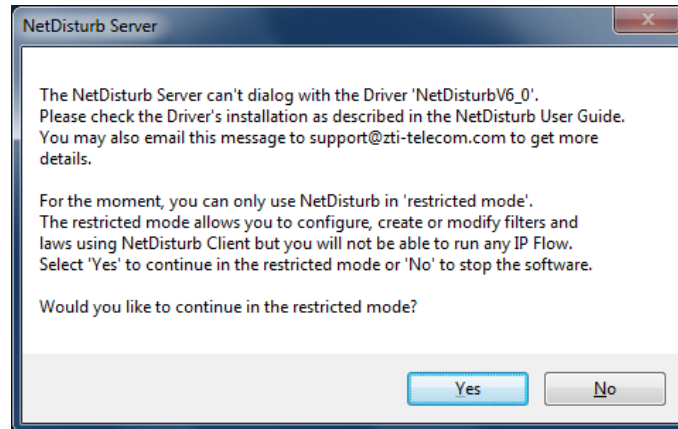 NetDisturb Server
The NetDisturb Server can't dialog with the Driver 'NetDisturbV6_0'.
Please check the Driver's installation as described in the NetDisturb User Guide.
You may also email this message to support@zti-telecom.com to get more
details.
For the moment, you can only use NetDisturb in 'restricted mode'.
The restricted mode allows you to configure, create or modify filters and
laws using NetDisturb Client but you will not be able to run any IP Flow.
Select 'Yes' to continue in the restricted mode or 'No' to stop the software.
Would you like to continue in the restricted mode?
Yes No